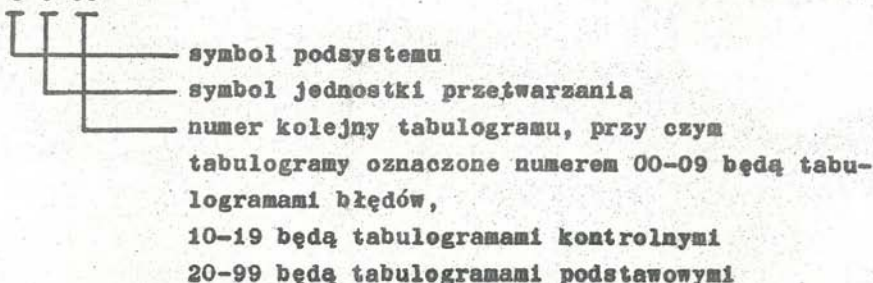 symbol podsystemu
symbol jednostki przetwarzania
numer kolejny tabulogramu, przy czym
tabulogramy oznaczone numerem 00-09 będą tabu-
logramami błędów,
10-19 będą tabulogramami kontrolnymi
20-99 będą tabulogramami podstawowymi